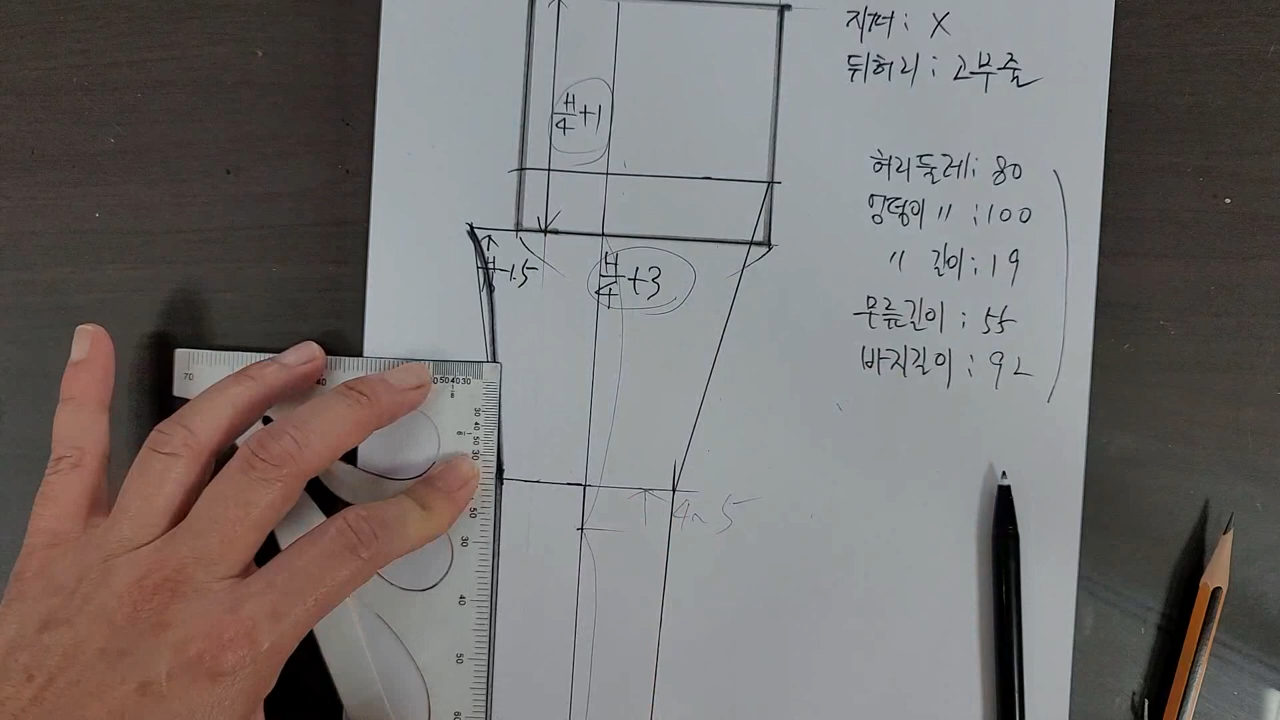 지퍼: X
뒤허리: 고무줄
허리둘레: 80
엉덩이 〃: 100
〃 길이: 19
무릎길이: 55
바지길이: 92
H/4+1
H/4+3
-1.5
4~5